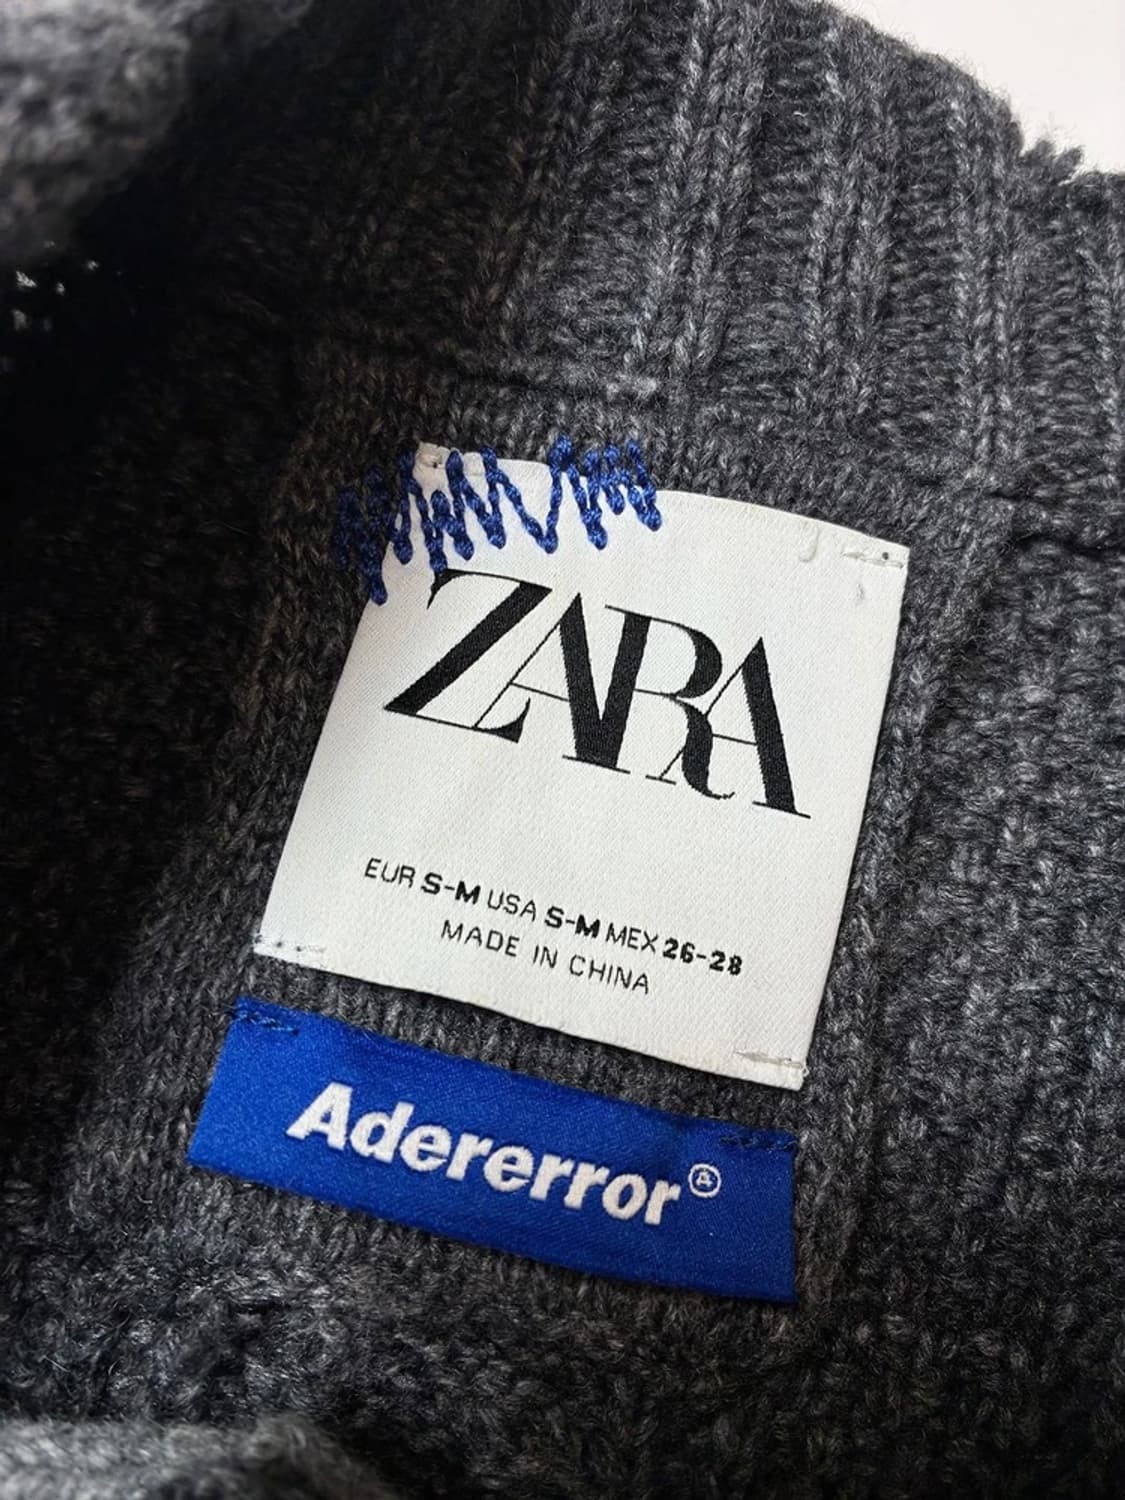 ZARA
EUR S-M USA S-M MEX 26-28
MADE IN CHINA
Adererror